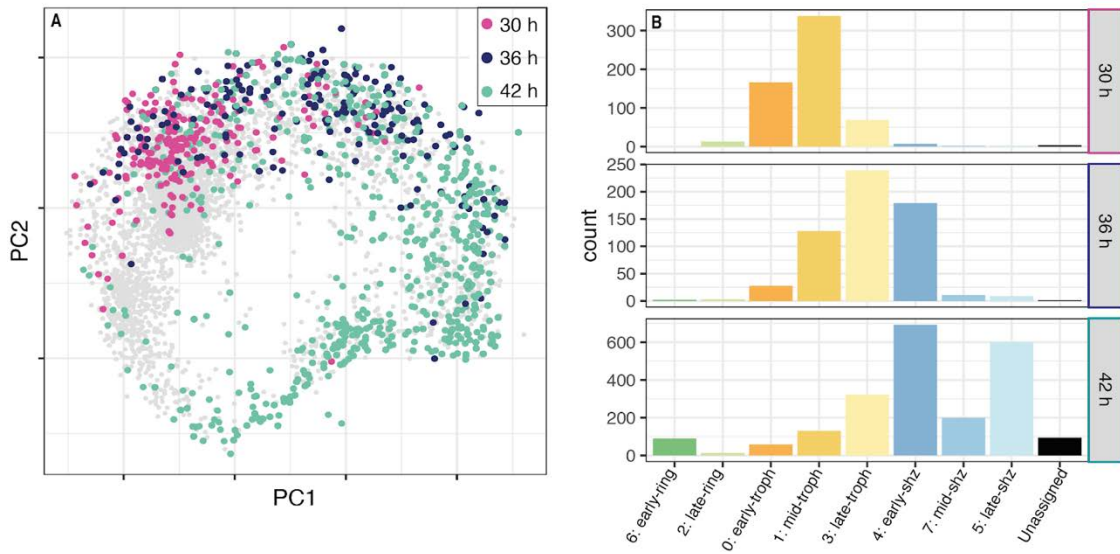 A
30 h
36 h
42 h
PC2
PC1
B
300
200
100
0
30 h
250
200
150
100
50
0
36 h
count
600
400
200
0
42 h
6: early-ring
2: late-ring
0: early-troph
1: mid-troph
3: late-troph
4: early-shz
7: mid-shz
5: late-shz
Unassigned